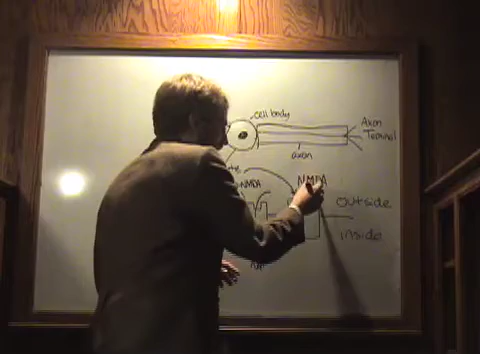 cell body
Axon
Terminal
axon
NMDA
NMDA
Outside
inside